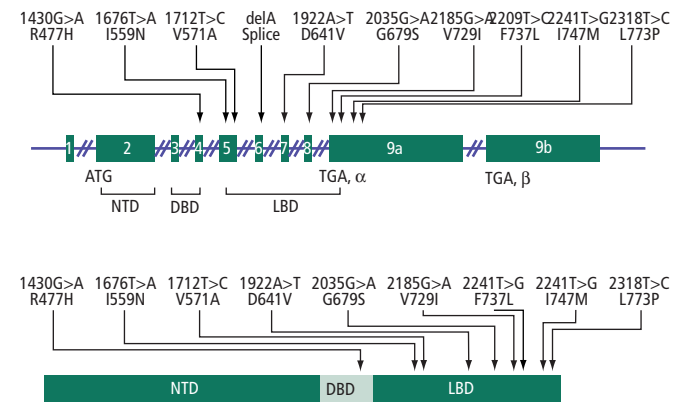 1430G>A 1676T>A 1712T>C delA 1922A>T 2035G>A 2185G>A 2209T>C 2241T>G 2318T>C
R477H I559N V571A Splice D641V G679S V729I F737L I747M L773P
1 2 3 4 5 6 7 8 9a 9b
ATG TGA, α TGA, β
NTD DBD LBD
1430G>A 1676T>A 1712T>C 1922A>T 2035G>A 2185G>A 2241T>G 2241T>G 2318T>C
R477H I559N V571A D641V G679S V729I F737L I747M L773P
NTD DBD LBD